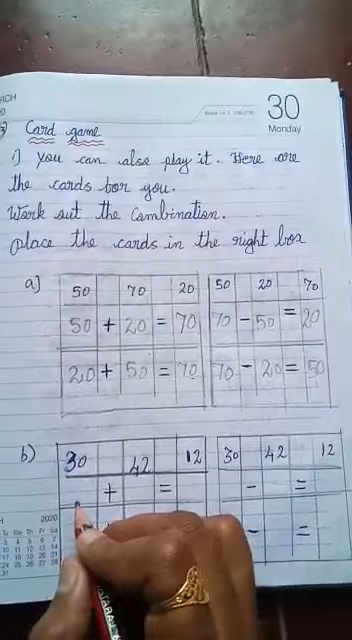 RCH
30
Monday
Card game
i) you can also play it. Here are
the cards for you.
Work out the Combination.
place the cards in the right box
a] 50 70 20 50 20 70
50 + 20 = 70 70 - 50 = 20
20 + 50 = 70 70 - 20 = 50
b) 30 42 12 30 42 12
+ = - =
- =
2020